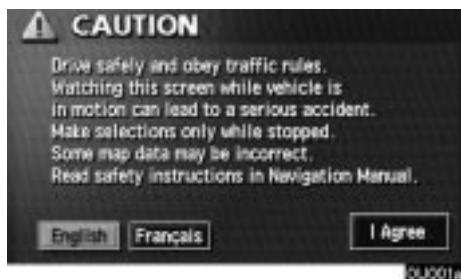 CAUTION
Drive safely and obey traffic rules.
Watching this screen while vehicle is
in motion can lead to a serious accident.
Make selections only while stopped.
Some map data may be incorrect.
Read safety instructions in Navigation Manual.
English Français I Agree
0U001a